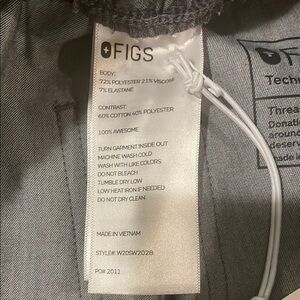 FIGS
BODY:
72% POLYESTER 21% VISCOSE
7% ELASTANE
CONTRAST:
60% COTTON 40% POLYESTER
100% AWESOME
TURN GARMENT INSIDE OUT
MACHINE WASH COLD
WASH WITH LIKE COLORS
DO NOT BLEACH
TUMBLE DRY LOW
LOW HEAT IRON IF NEEDED
DO NOT DRY CLEAN
MADE IN VIETNAM
STYLE#: W20SW2028
PO# 2011
F
Techn
Threa
Donati
around
deserv